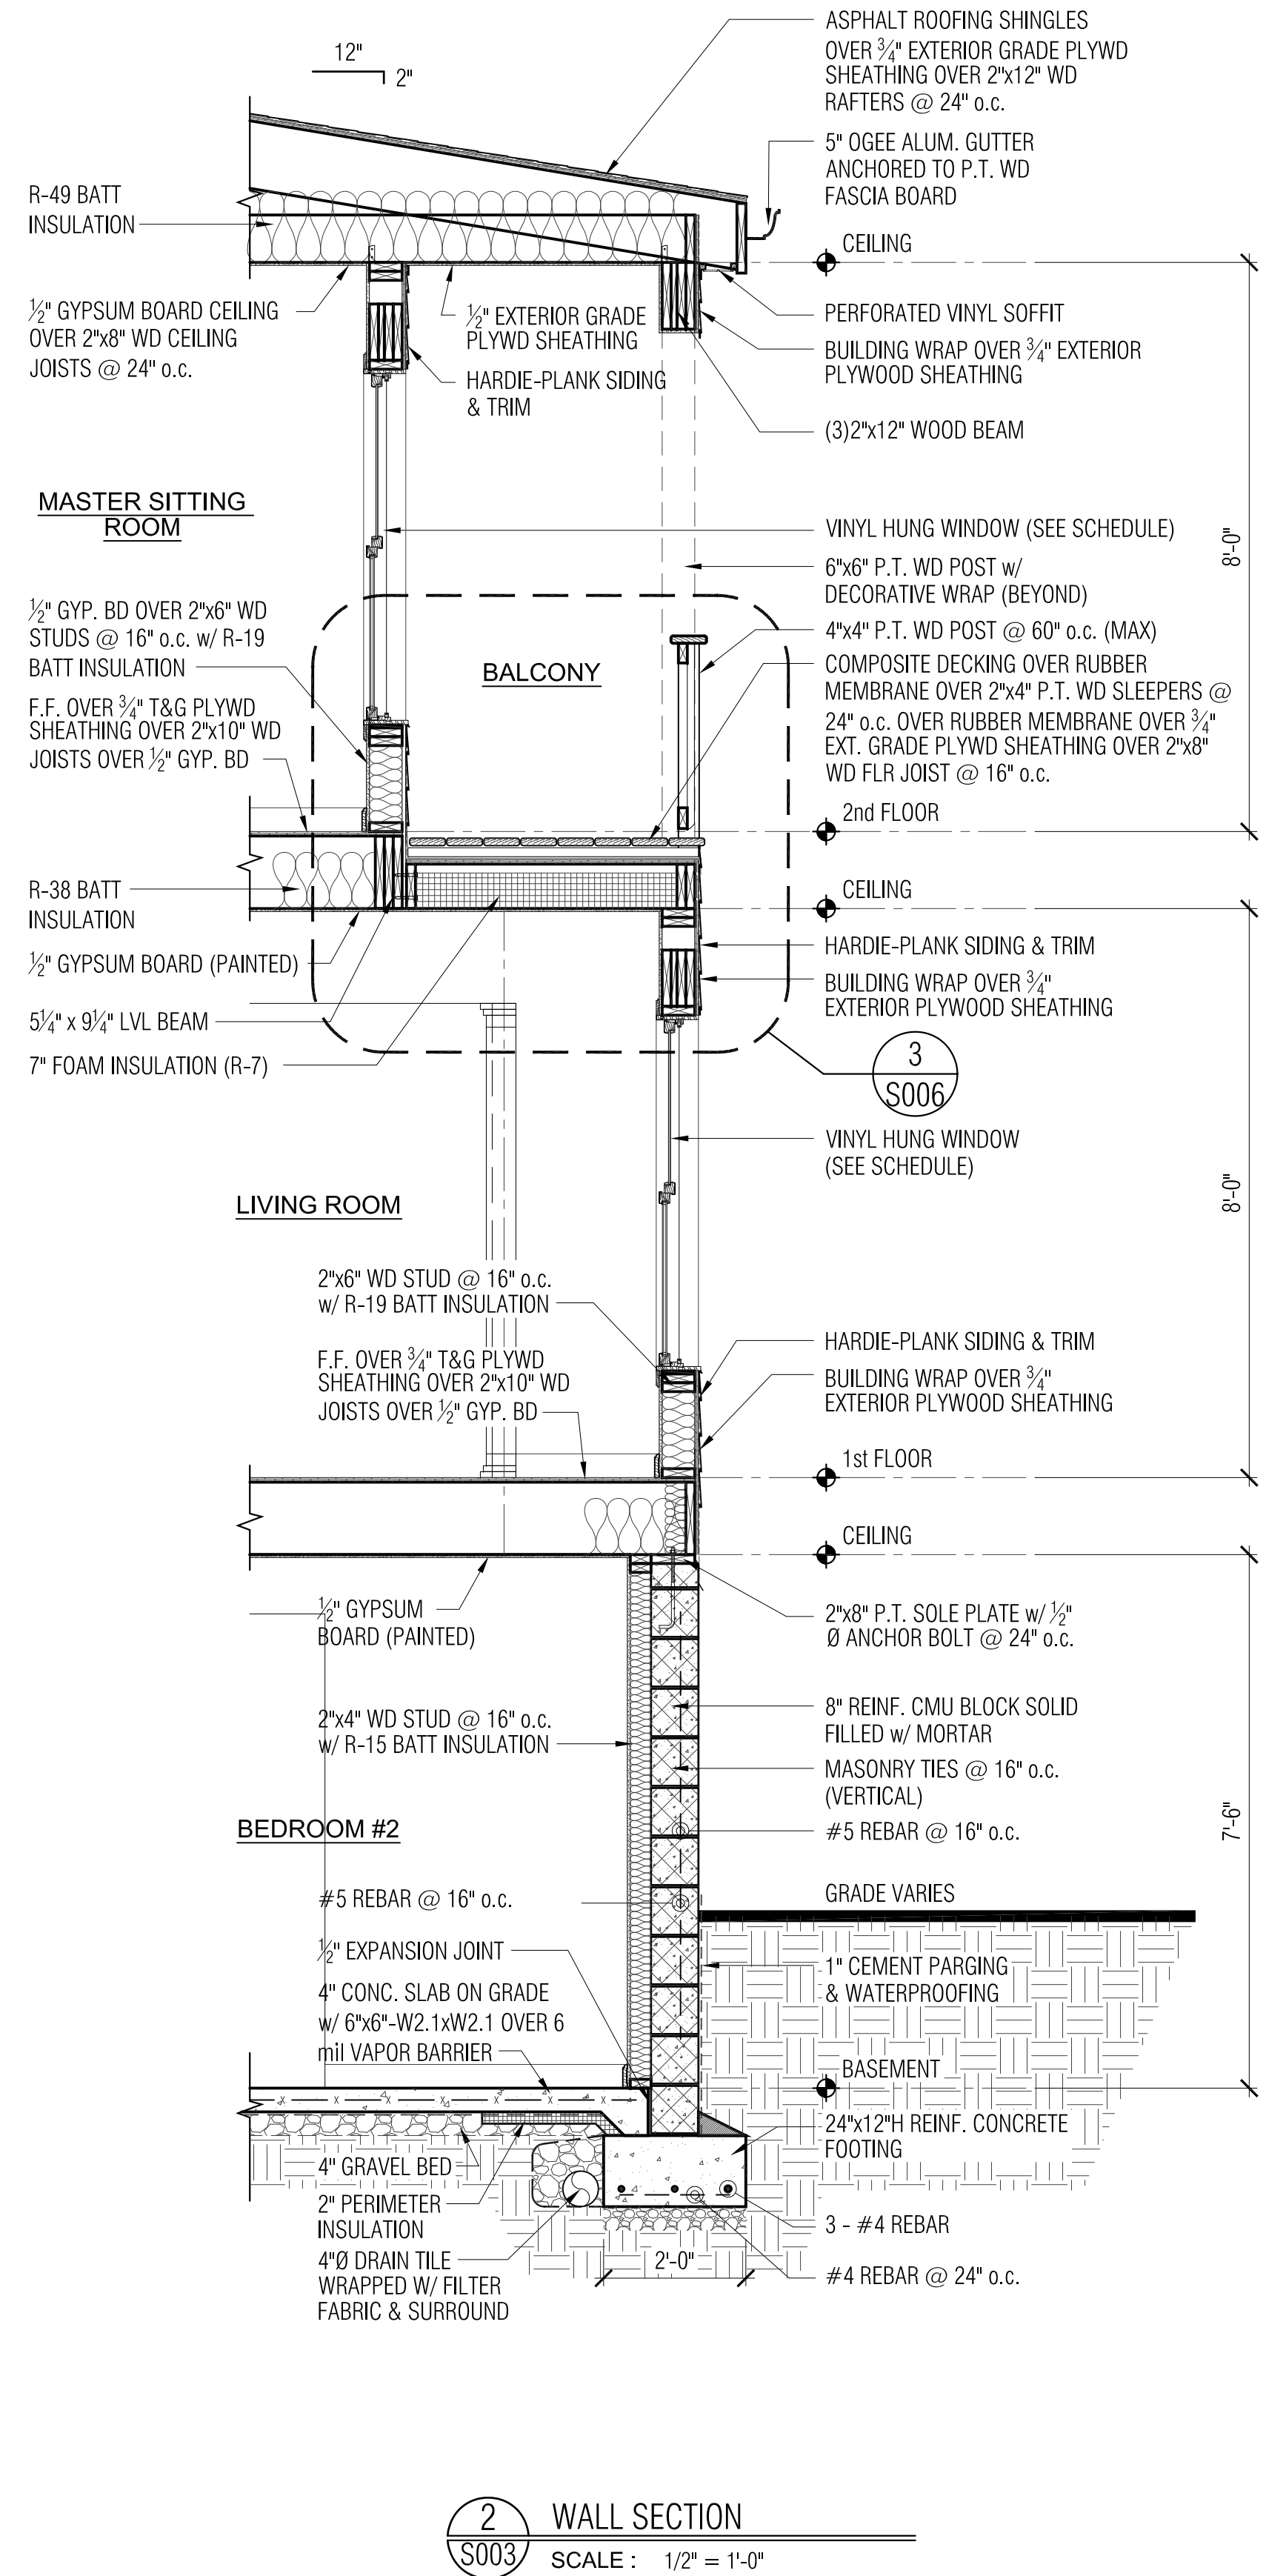 12"
2"
ASPHALT ROOFING SHINGLES
OVER 3/4" EXTERIOR GRADE PLYWD
SHEATHING OVER 2"x12" WD
RAFTERS @ 24" o.c.
5" OGEE ALUM. GUTTER
ANCHORED TO P.T. WD
FASCIA BOARD
R-49 BATT
INSULATION
CEILING
1/2" GYPSUM BOARD CEILING
OVER 2"x8" WD CEILING
JOISTS @ 24" o.c.
1/2" EXTERIOR GRADE
PLYWD SHEATHING
HARDIE-PLANK SIDING
& TRIM
PERFORATED VINYL SOFFIT
BUILDING WRAP OVER 3/4" EXTERIOR
PLYWOOD SHEATHING
(3)2"x12" WOOD BEAM
MASTER SITTING
ROOM
VINYL HUNG WINDOW (SEE SCHEDULE)
8'-0"
6"x6" P.T. WD POST w/
DECORATIVE WRAP (BEYOND)
4"x4" P.T. WD POST @ 60" o.c. (MAX)
1/2" GYP. BD OVER 2"x6" WD
STUDS @ 16" o.c. w/ R-19
BATT INSULATION
BALCONY
COMPOSITE DECKING OVER RUBBER
MEMBRANE OVER 2"x4" P.T. WD SLEEPERS @
24" o.c. OVER RUBBER MEMBRANE OVER 3/4"
EXT. GRADE PLYWD SHEATHING OVER 2"x8"
WD FLR JOIST @ 16" o.c.
F.F. OVER 3/4" T&G PLYWD
SHEATHING OVER 2"x10" WD
JOISTS OVER 1/2" GYP. BD
2nd FLOOR
R-38 BATT
INSULATION
CEILING
1/2" GYPSUM BOARD (PAINTED)
HARDIE-PLANK SIDING & TRIM
BUILDING WRAP OVER 3/4"
EXTERIOR PLYWOOD SHEATHING
5 1/4" x 9 1/4" LVL BEAM
7" FOAM INSULATION (R-7)
3
S006
VINYL HUNG WINDOW
(SEE SCHEDULE)
8'-0"
LIVING ROOM
2"x6" WD STUD @ 16" o.c.
w/ R-19 BATT INSULATION
F.F. OVER 3/4" T&G PLYWD
SHEATHING OVER 2"x10" WD
JOISTS OVER 1/2" GYP. BD
HARDIE-PLANK SIDING & TRIM
BUILDING WRAP OVER 3/4"
EXTERIOR PLYWOOD SHEATHING
1st FLOOR
CEILING
1/2" GYPSUM
BOARD (PAINTED)
2"x8" P.T. SOLE PLATE w/ 1/2"
Ø ANCHOR BOLT @ 24" o.c.
2"x4" WD STUD @ 16" o.c.
w/ R-15 BATT INSULATION
8" REINF. CMU BLOCK SOLID
FILLED w/ MORTAR
MASONRY TIES @ 16" o.c.
(VERTICAL)
7'-6"
BEDROOM #2
#5 REBAR @ 16" o.c.
#5 REBAR @ 16" o.c.
GRADE VARIES
1/2" EXPANSION JOINT
1" CEMENT PARGING
& WATERPROOFING
4" CONC. SLAB ON GRADE
w/ 6"x6"-W2.1xW2.1 OVER 6
mil VAPOR BARRIER
BASEMENT
24"x12"H REINF. CONCRETE
FOOTING
4" GRAVEL BED
2" PERIMETER
INSULATION
3 - #4 REBAR
4"Ø DRAIN TILE
WRAPPED W/ FILTER
FABRIC & SURROUND
2'-0"
#4 REBAR @ 24" o.c.
2
S003
WALL SECTION
SCALE : 1/2" = 1'-0"